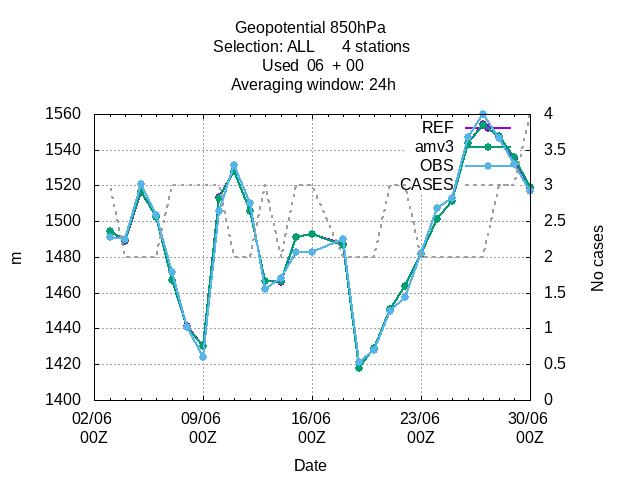 Geopotential 850hPa
Selection: ALL 4 stations
Used 06 + 00
Averaging window: 24h
1560
1540
1520
1500
1480
1460
1440
1420
1400
4
3.5
3
2.5
2
1.5
1
0.5
0
REF
amv3
OBS
CASES
m
No cases
02/06 09/06 16/06 23/06 30/06
00Z 00Z 00Z 00Z 00Z
Date